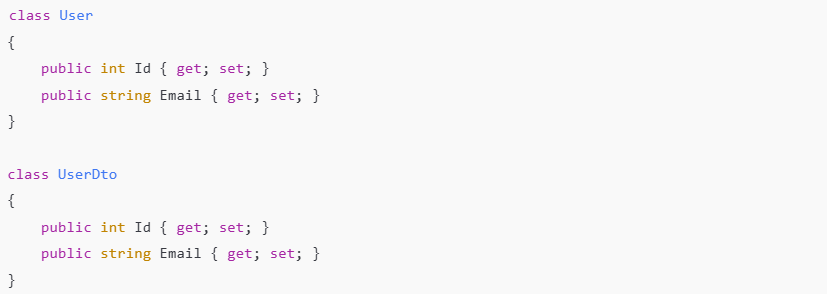 class User
{
    public int Id { get; set; }
    public string Email { get; set; }
}

class UserDto
{
    public int Id { get; set; }
    public string Email { get; set; }
}